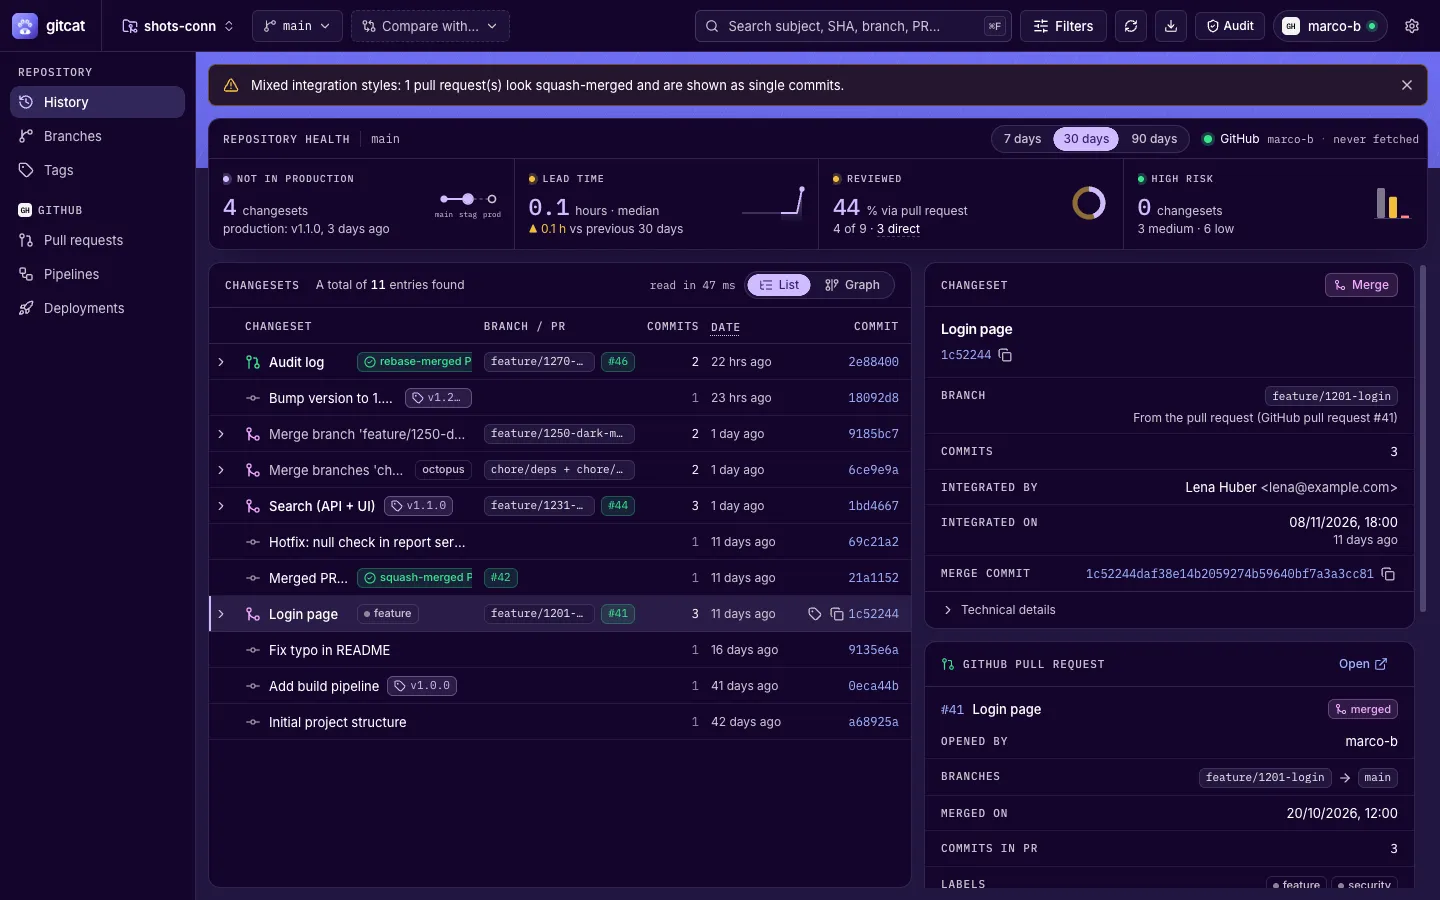 gitcat
shots-conn
main
Compare with...
Search subject, SHA, branch, PR...
⌘F
Filters
Audit
GH marco-b
REPOSITORY
History
Branches
Tags
GH GITHUB
Pull requests
Pipelines
Deployments
Mixed integration styles: 1 pull request(s) look squash-merged and are shown as single commits.
REPOSITORY HEALTH main
7 days 30 days 90 days
GitHub marco-b · never fetched
NOT IN PRODUCTION
4 changesets
production: v1.1.0, 3 days ago
main stag prod
LEAD TIME
0.1 hours · median
▲ 0.1 h vs previous 30 days
REVIEWED
44 % via pull request
4 of 9 · 3 direct
HIGH RISK
0 changesets
3 medium · 6 low
CHANGESETS A total of 11 entries found
read in 47 ms
List Graph
CHANGESET BRANCH / PR COMMITS DATE COMMIT
Audit log rebase-merged P feature/1270-… #46 2 22 hrs ago 2e88400
Bump version to 1.… v1.2… 1 23 hrs ago 18092d8
Merge branch 'feature/1250-d… feature/1250-dark-m… 2 1 day ago 9185bc7
Merge branches 'ch… octopus chore/deps + chore/… 2 1 day ago 6ce9e9a
Search (API + UI) v1.1.0 feature/1231-… #44 3 1 day ago 1bd4667
Hotfix: null check in report ser… 1 11 days ago 69c21a2
Merged PR… squash-merged P #42 1 11 days ago 21a1152
Login page feature feature/1201-… #41 3 11 days ago 1c52244
Fix typo in README 1 16 days ago 9135e6a
Add build pipeline v1.0.0 1 41 days ago 0eca44b
Initial project structure 1 42 days ago a68925a
CHANGESET Merge
Login page
1c52244
BRANCH feature/1201-login
From the pull request (GitHub pull request #41)
COMMITS 3
INTEGRATED BY Lena Huber <lena@example.com>
INTEGRATED ON 08/11/2026, 18:00
11 days ago
MERGE COMMIT 1c52244daf38e14b2059274b59640bf7a3a3cc81
Technical details
GITHUB PULL REQUEST Open
#41 Login page merged
OPENED BY marco-b
BRANCHES feature/1201-login → main
MERGED ON 20/10/2026, 12:00
COMMITS IN PR 3
LABELS feature security